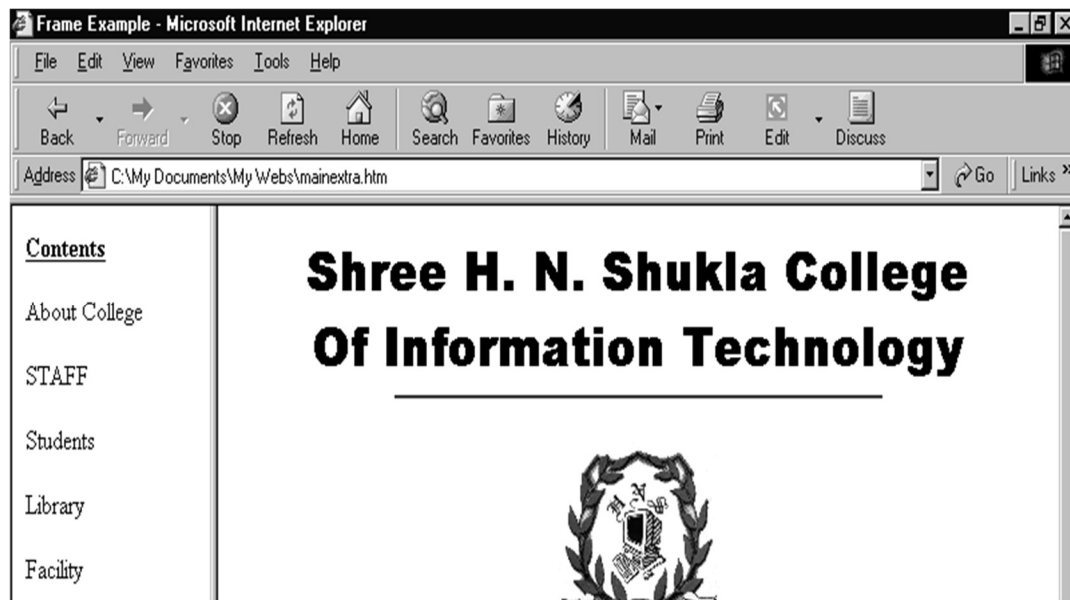 Frame Example - Microsoft Internet Explorer
File Edit View Favorites Tools Help
Back Forward Stop Refresh Home Search Favorites History Mail Print Edit Discuss
Address C:\My Documents\My Webs\mainextra.htm Go Links »
Contents
About College
STAFF
Students
Library
Facility
Shree H. N. Shukla College
Of Information Technology
H N S